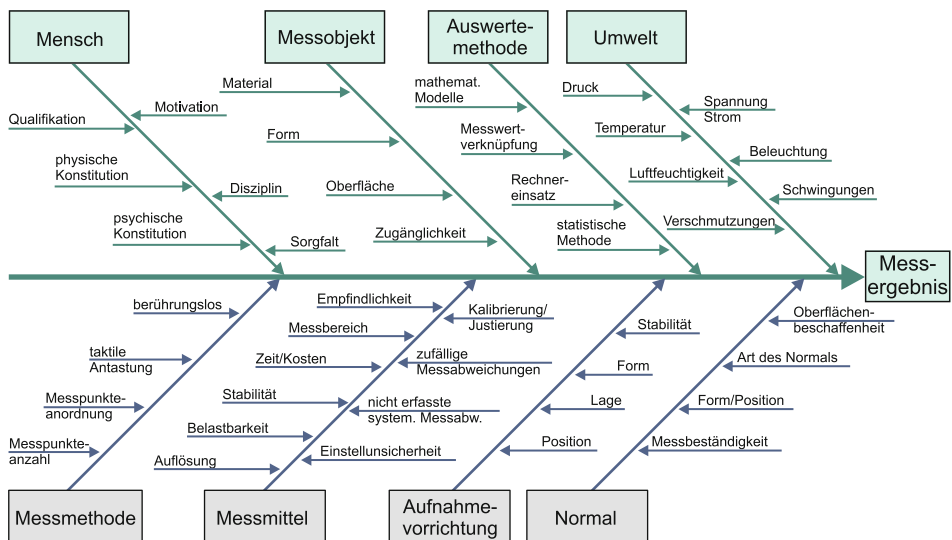 Mensch
Messobjekt
Auswerte-
methode
Umwelt
Motivation
Qualifikation
physische
Konstitution
Disziplin
psychische
Konstitution
Sorgfalt
Material
Form
Oberfläche
Zugänglichkeit
mathemat.
Modelle
Messwert-
verknüpfung
Rechner-
einsatz
statistische
Methode
Druck
Spannung
Strom
Temperatur
Beleuchtung
Luftfeuchtigkeit
Schwingungen
Verschmutzungen
Mess-
ergebnis
berührungslos
taktile
Antastung
Messpunkte-
anordnung
Messpunkte-
anzahl
Empfindlichkeit
Kalibrierung/
Justierung
Messbereich
zufällige
Messabweichungen
Zeit/Kosten
Stabilität
nicht erfasste
system. Messabw.
Belastbarkeit
Einstellunsicherheit
Auflösung
Stabilität
Form
Lage
Position
Oberflächen-
beschaffenheit
Art des Normals
Form/Position
Messbeständigkeit
Messmethode
Messmittel
Aufnahme-
vorrichtung
Normal